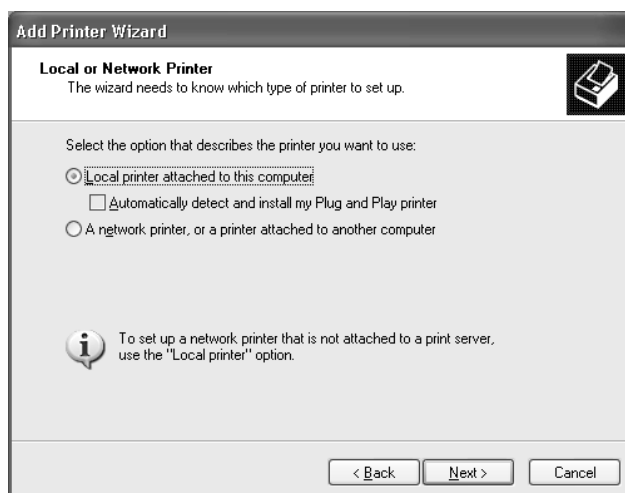 Add Printer Wizard
Local or Network Printer
The wizard needs to know which type of printer to set up.
Select the option that describes the printer you want to use:
Local printer attached to this computer
Automatically detect and install my Plug and Play printer
A network printer, or a printer attached to another computer
To set up a network printer that is not attached to a print server,
use the "Local printer" option.
< Back Next > Cancel